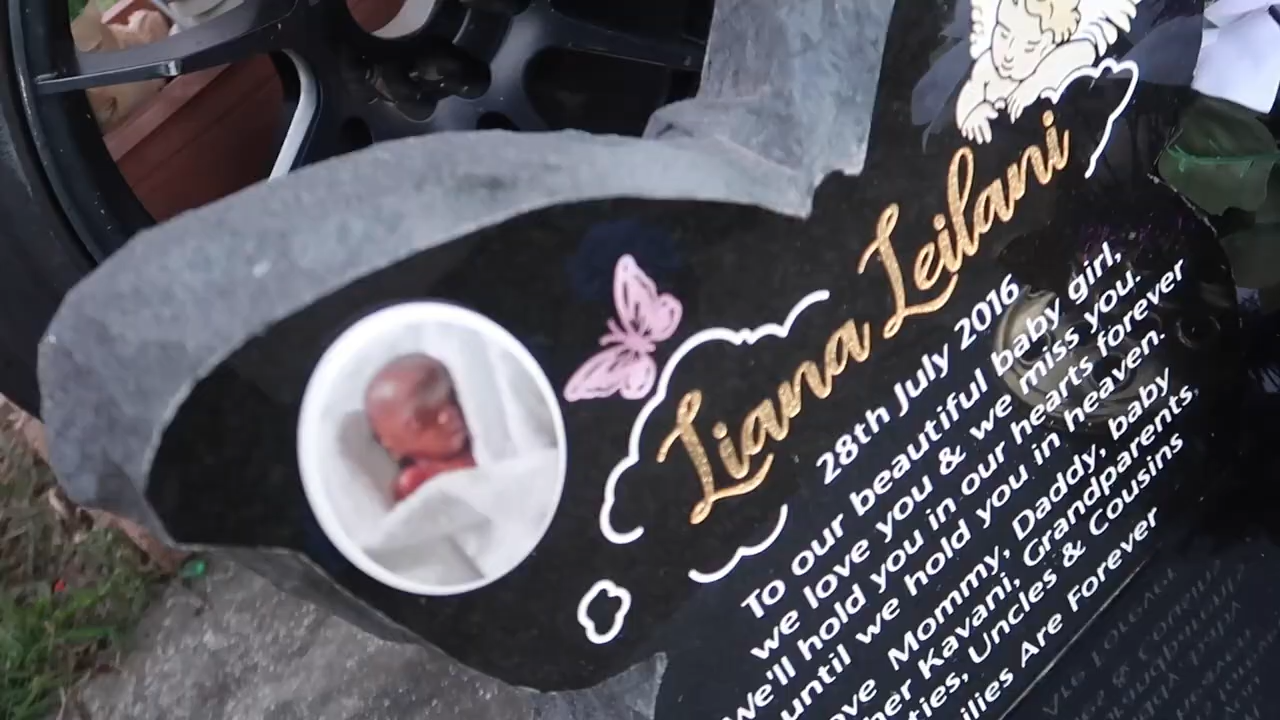 Liana Leilani
28th July 2016
To our beautiful baby girl,
we love you & we miss you.
We'll hold you in our hearts forever
until we hold you in heaven.
Mommy, Daddy, baby
Kavani, Grandparents,
Uncles & Cousins
Are Forever